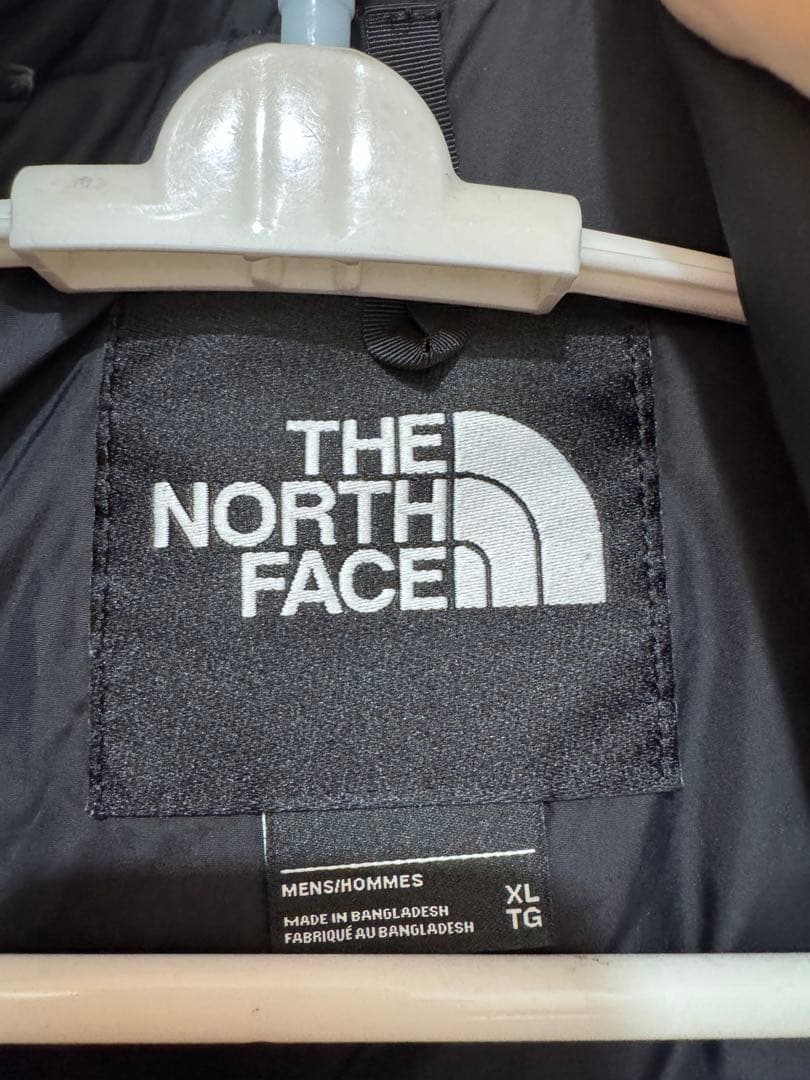 THE
NORTH
FACE
MENS/HOMMES
XL
MADE IN BANGLADESH
TG
FABRIQUÉ AU BANGLADESH